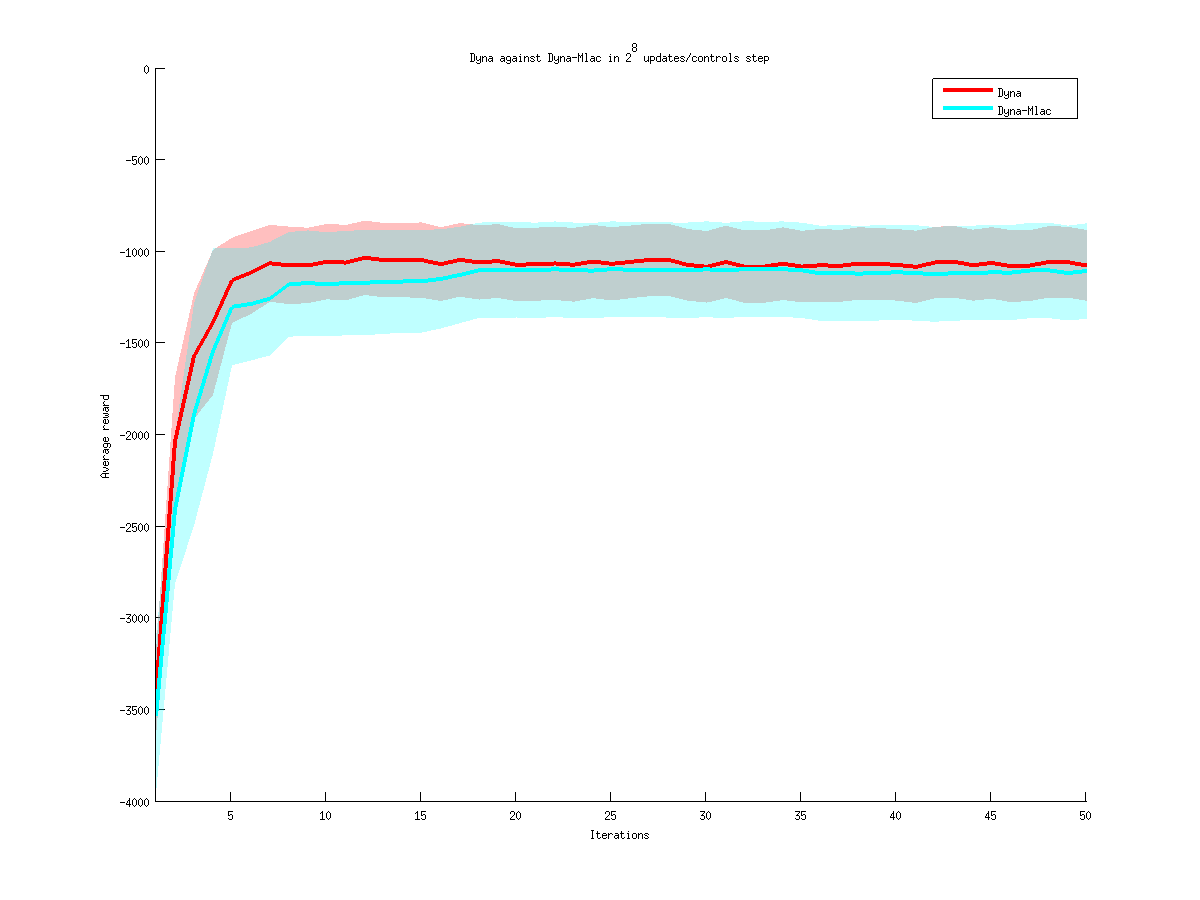 8
Dyna against Dyna-Mlac in 2 updates/controls step
Dyna
Dyna-Mlac
0
-500
-1000
-1500
-2000
-2500
-3000
-3500
-4000
Average reward
5 10 15 20 25 30 35 40 45 50
Iterations